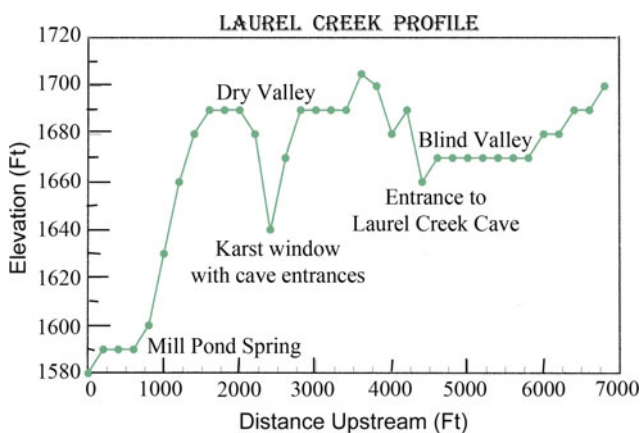 LAUREL CREEK PROFILE
Elevation (Ft)
1720
1700
1680
1660
1640
1620
1600
1580
Dry Valley
Blind Valley
Entrance to
Laurel Creek Cave
Karst window
with cave entrances
Mill Pond Spring
0 1000 2000 3000 4000 5000 6000 7000
Distance Upstream (Ft)